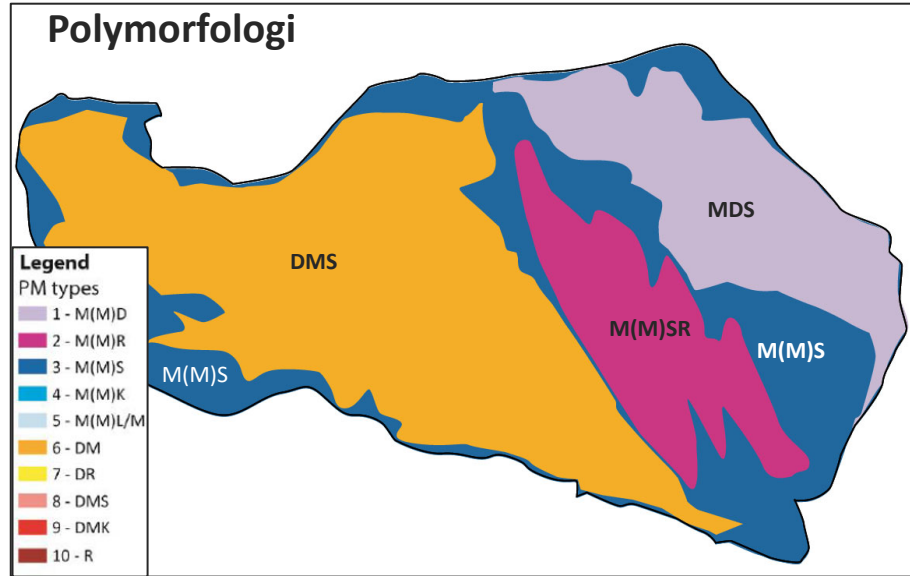 Polymorfologi
MDS
DMS
M(M)SR
M(M)S
M(M)S
Legend
PM types
1 - M(M)D
2 - M(M)R
3 - M(M)S
4 - M(M)K
5 - M(M)L/M
6 - DM
7 - DR
8 - DMS
9 - DMK
10 - R